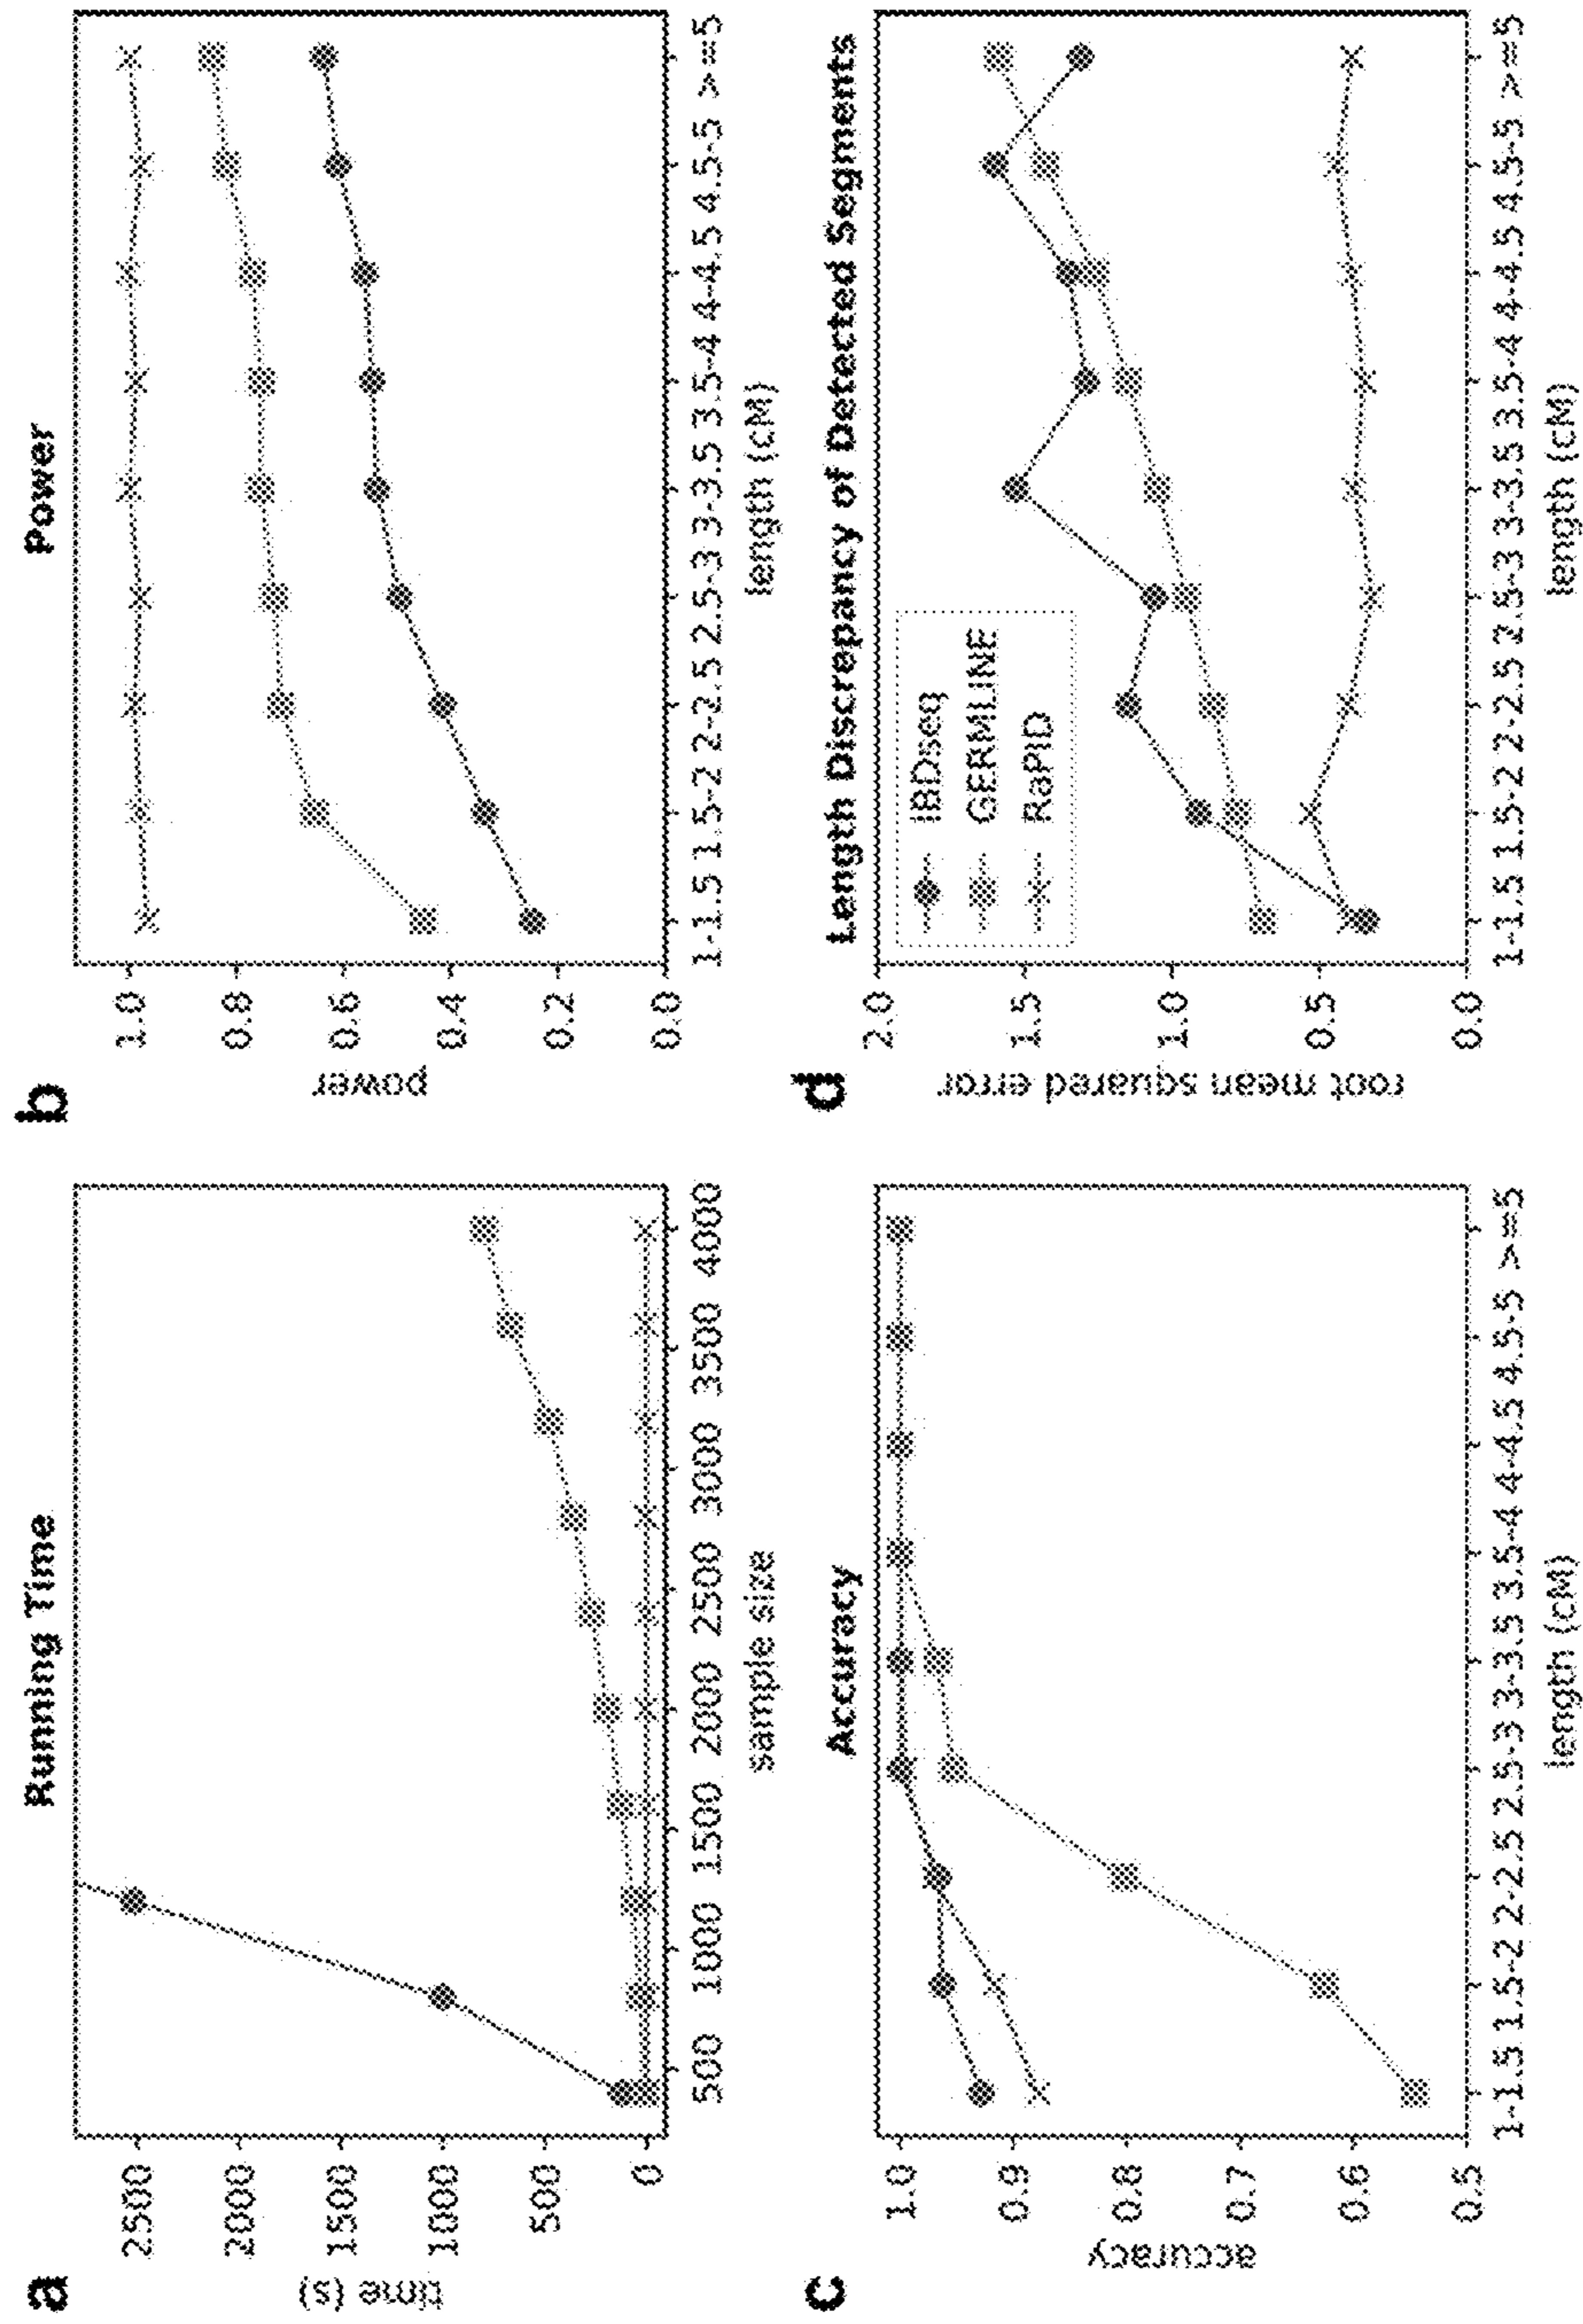 a
Running Time
time (s)
2500
2000
1500
1000
500
0
500 1000 1500 2000 2500 3000 3500 4000
sample size
b
Power
power
1.0
0.8
0.6
0.4
0.2
0.0
1-1.5 1.5-2 2-2.5 2.5-3 3-3.5 3.5-4 4-4.5 4.5-5 >=5
length (cM)
c
Accuracy
accuracy
1.0
0.9
0.8
0.7
0.6
0.5
1-1.5 1.5-2 2-2.5 2.5-3 3-3.5 3.5-4 4-4.5 4.5-5 >=5
length (cM)
d
Length Discrepancy of Detected Segments
root mean squared error
2.0
1.5
1.0
0.5
0.0
IBDseq
GERMLINE
RaPID
1-1.5 1.5-2 2-2.5 2.5-3 3-3.5 3.5-4 4-4.5 4.5-5 >=5
length (cM)